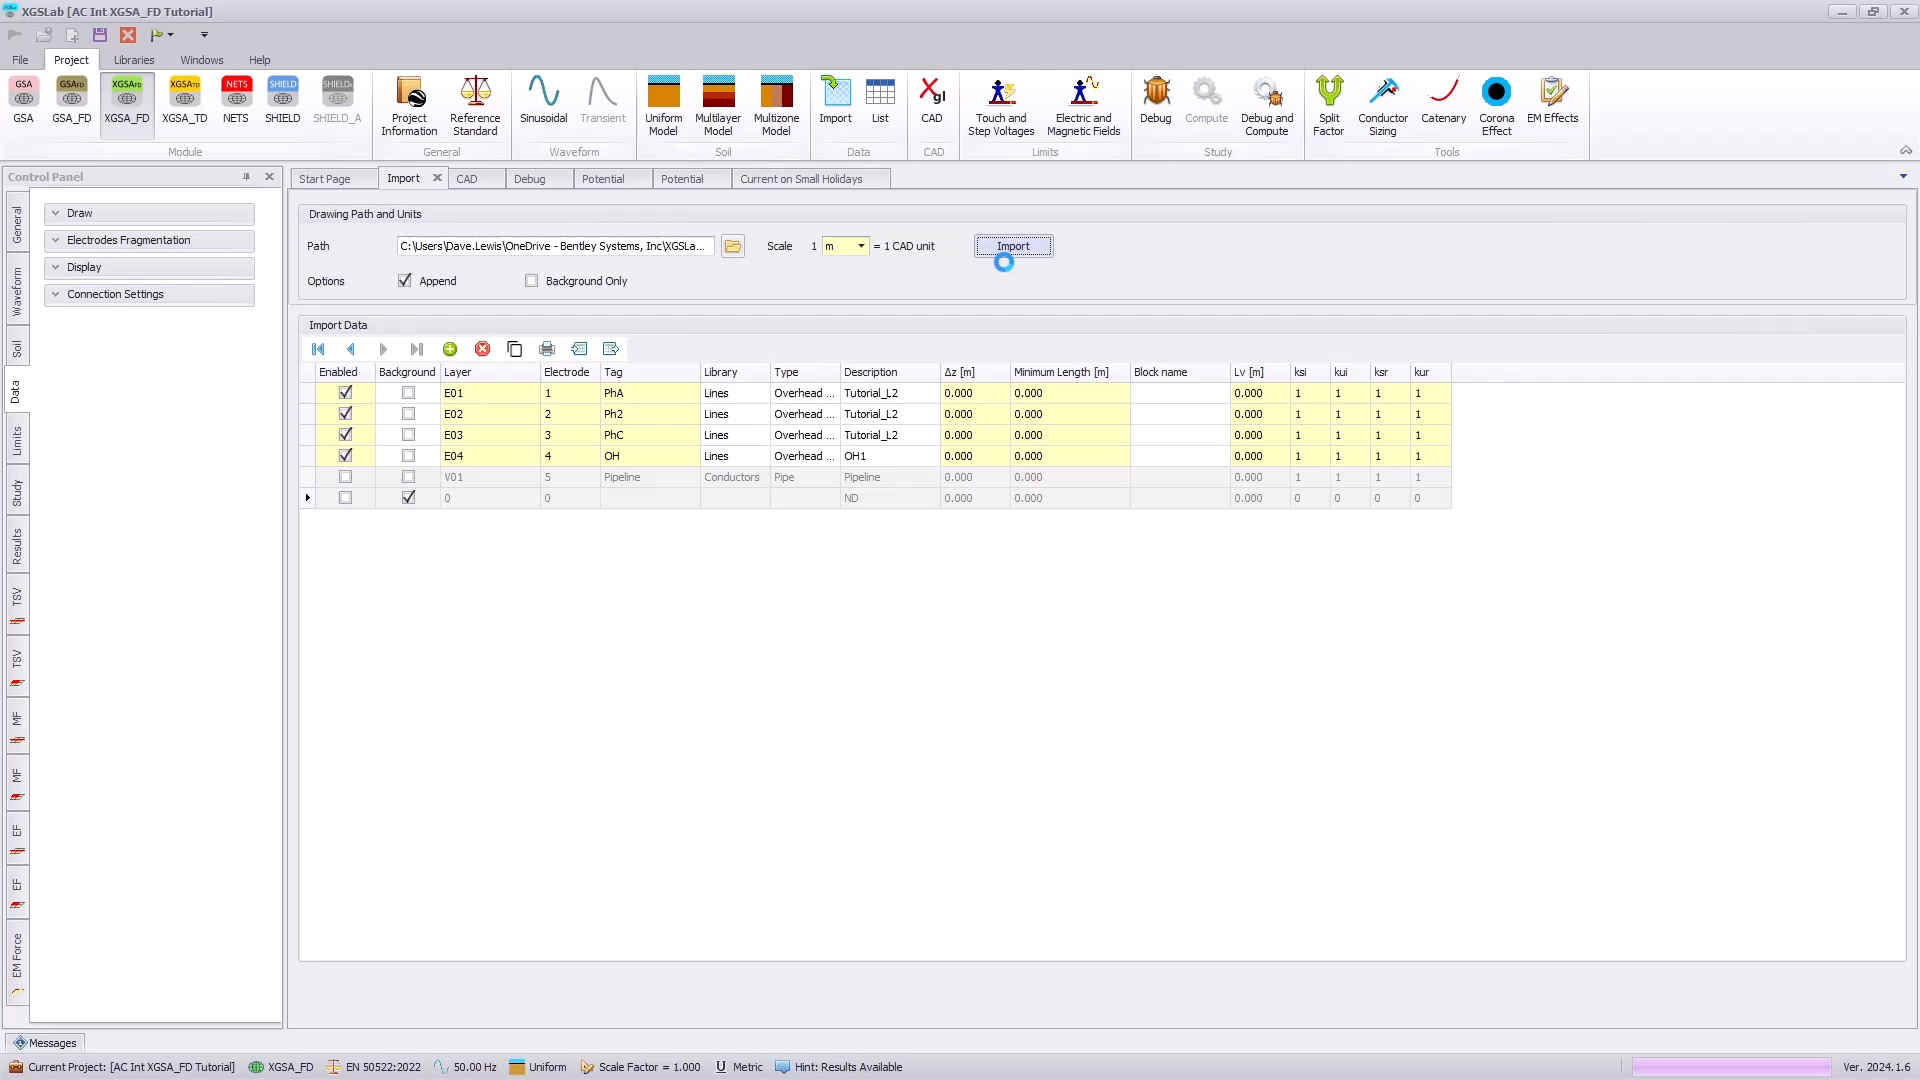 XGSLab [AC Int XGSA_FD Tutorial]
File Project Libraries Windows Help
GSA GSA_FD XGSA_FD XGSA_TD NETS SHIELD SHIELD_A
Module
Project Information Reference Standard
General
Sinusoidal Transient
Waveform
Uniform Model Multilayer Model Multizone Model
Soil
Import List
Data
CAD
CAD
Touch and Step Voltages Electric and Magnetic Fields
Limits
Debug Compute Debug and Compute
Study
Split Factor Conductor Sizing Catenary Corona Effect EM Effects
Tools
Control Panel
Draw
Electrodes Fragmentation
Display
Connection Settings
General
Waveform
Soil
Data
Limits
Study
Results
TSV
TSV
MF
MF
EF
EF
EM Force
Start Page Import CAD Debug Potential Potential Current on Small Holidays
Drawing Path and Units
Path C:\Users\Dave.Lewis\OneDrive - Bentley Systems, Inc\XGSLa... Scale 1 m = 1 CAD unit Import
Options Append Background Only
Import Data
Enabled Background Layer Electrode Tag Library Type Description Δz [m] Minimum Length [m] Block name Lv [m] ksi kui ksr kur
E01 1 PhA Lines Overhead ... Tutorial_L2 0.000 0.000 0.000 1 1 1 1
E02 2 Ph2 Lines Overhead ... Tutorial_L2 0.000 0.000 0.000 1 1 1 1
E03 3 PhC Lines Overhead ... Tutorial_L2 0.000 0.000 0.000 1 1 1 1
E04 4 OH Lines Overhead ... OH1 0.000 0.000 0.000 1 1 1 1
V01 5 Pipeline Conductors Pipe Pipeline 0.000 0.000 0.000 1 1 1 1
0 0 ND 0.000 0.000 0.000 0 0 0 0
Messages
Current Project: [AC Int XGSA_FD Tutorial] XGSA_FD EN 50522:2022 50.00 Hz Uniform Scale Factor = 1.000 Metric Hint: Results Available Ver. 2024.1.6